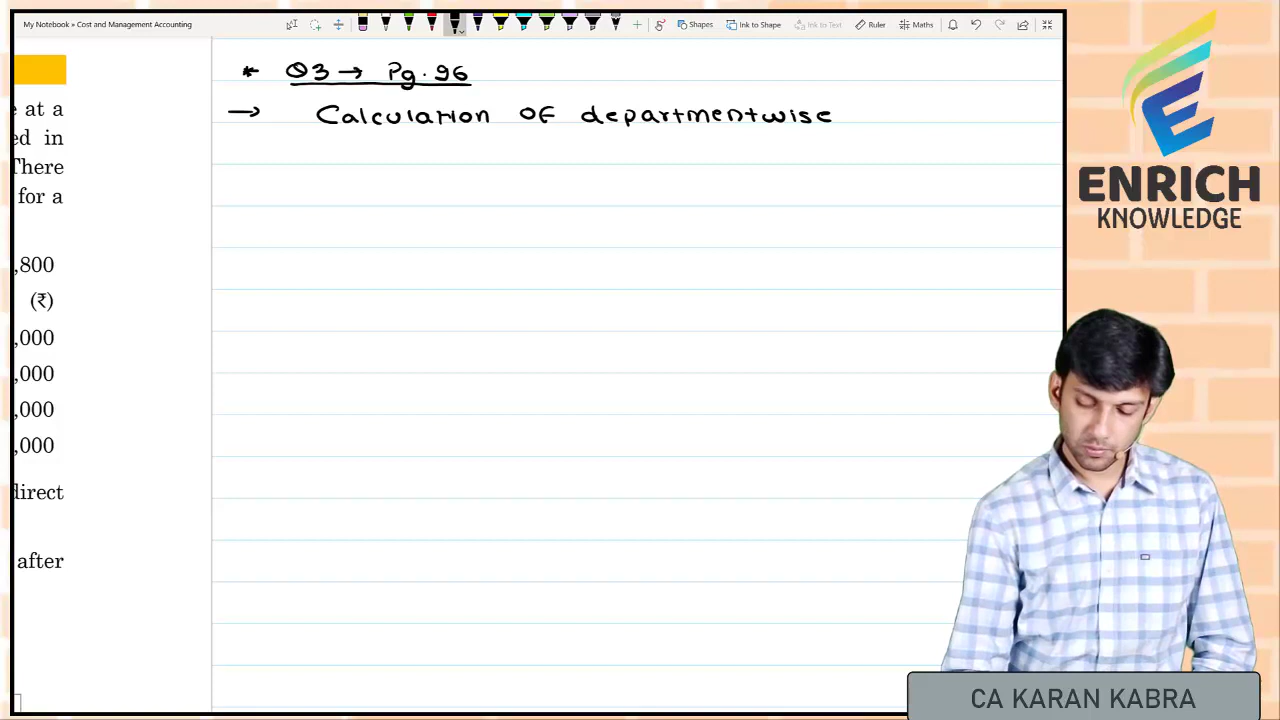 My Notebook » Cost and Management Accounting
Shapes
Ink to Shape
Ink to Text
Ruler
Maths
* Q3 → Pg. 96
→ Calculation of departmentwise
e at a
ed in
There
for a
,800
(₹)
,000
,000
,000
,000
direct
after
ENRICH
KNOWLEDGE
CA KARAN KABRA